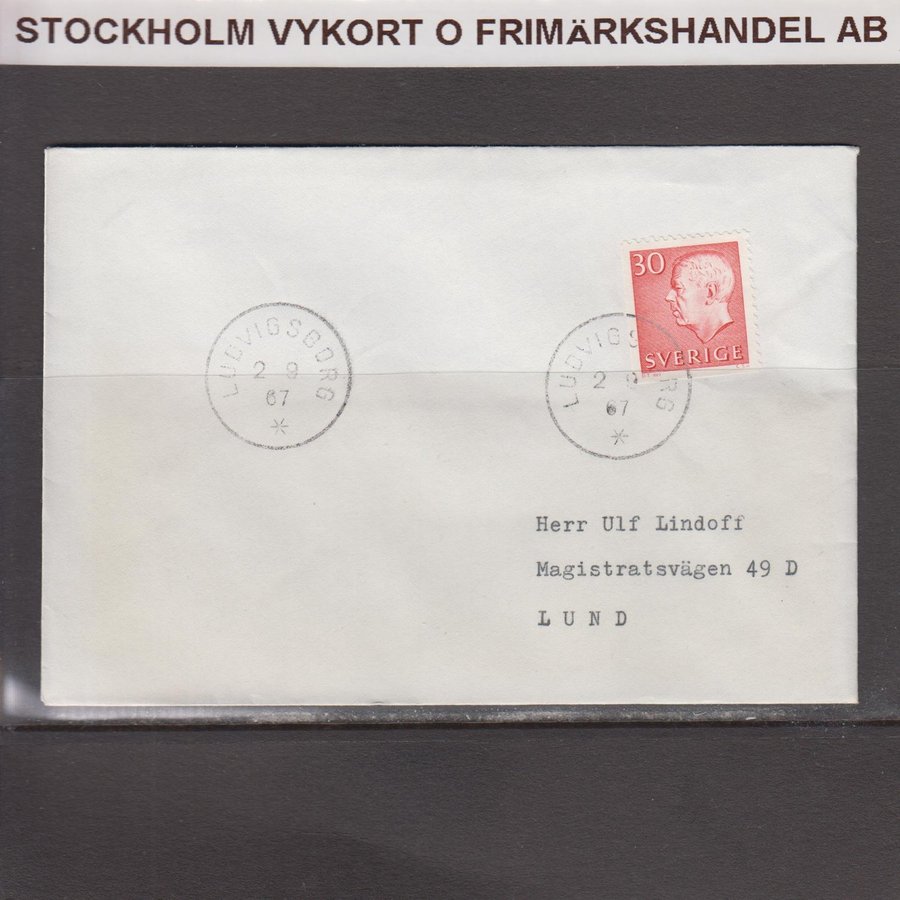 STOCKHOLM VYKORT O FRIMÄRKSHANDEL AB
30
SVERIGE
LUDVIGSBORG
2 9
67
LUDVIGSBORG
2 9
67
Herr Ulf Lindoff
Magistratsvägen 49 D
LUND